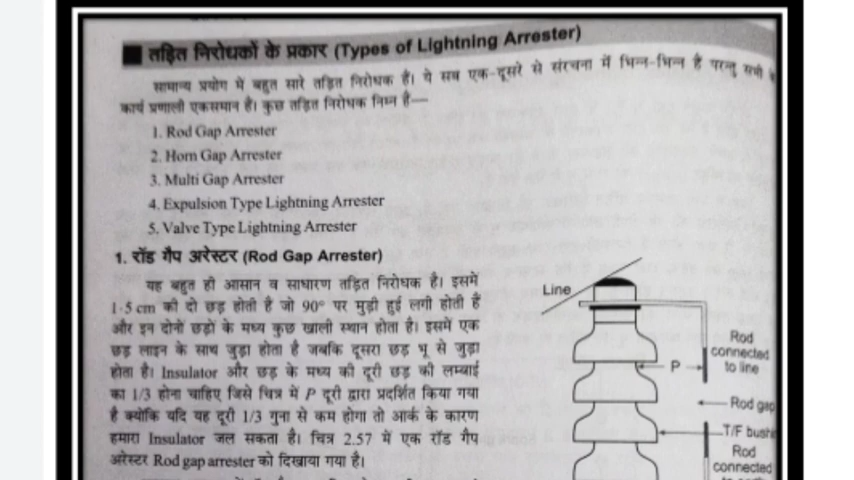 तड़ित निरोधकों के प्रकार (Types of Lightning Arrester)
सामान्य प्रयोग में बहुत सारे तड़ित निरोधक हैं। ये सब एक-दूसरे से संरचना में भिन्न-भिन्न हैं परन्तु सभी
कार्य प्रणाली एकसमान है। कुछ तड़ित निरोधक निम्न हैं—
1. Rod Gap Arrester
2. Horn Gap Arrester
3. Multi Gap Arrester
4. Expulsion Type Lightning Arrester
5. Valve Type Lightning Arrester
1. रॉड गैप अरेस्टर (Rod Gap Arrester)
यह बहुत ही आसान व साधारण तड़ित निरोधक है। इसमें
1·5 cm की दो छड़ होती है जो 90° पर मुड़ी हुई लगी होती है
और इन दोनों छड़ों के मध्य कुछ खाली स्थान होता है। इसमें एक
छड़ लाइन के साथ जुड़ा होता है जबकि दूसरा छड़ भू से जुड़ा
होता है। Insulator और छड़ के मध्य की दूरी छड़ की लम्बाई
का 1/3 होना चाहिए जिसे चित्र में P दूरी द्वारा प्रदर्शित किया गया
है क्योंकि यदि यह दूरी 1/3 गुना से कम होगा तो आर्क के कारण
हमारा Insulator जल सकता है। चित्र 2.57 में एक रॉड गैप
अरेस्टर Rod gap arrester को दिखाया गया है।
Line
Rod
connected
to line
P
Rod gap
T/F
Rod
connected